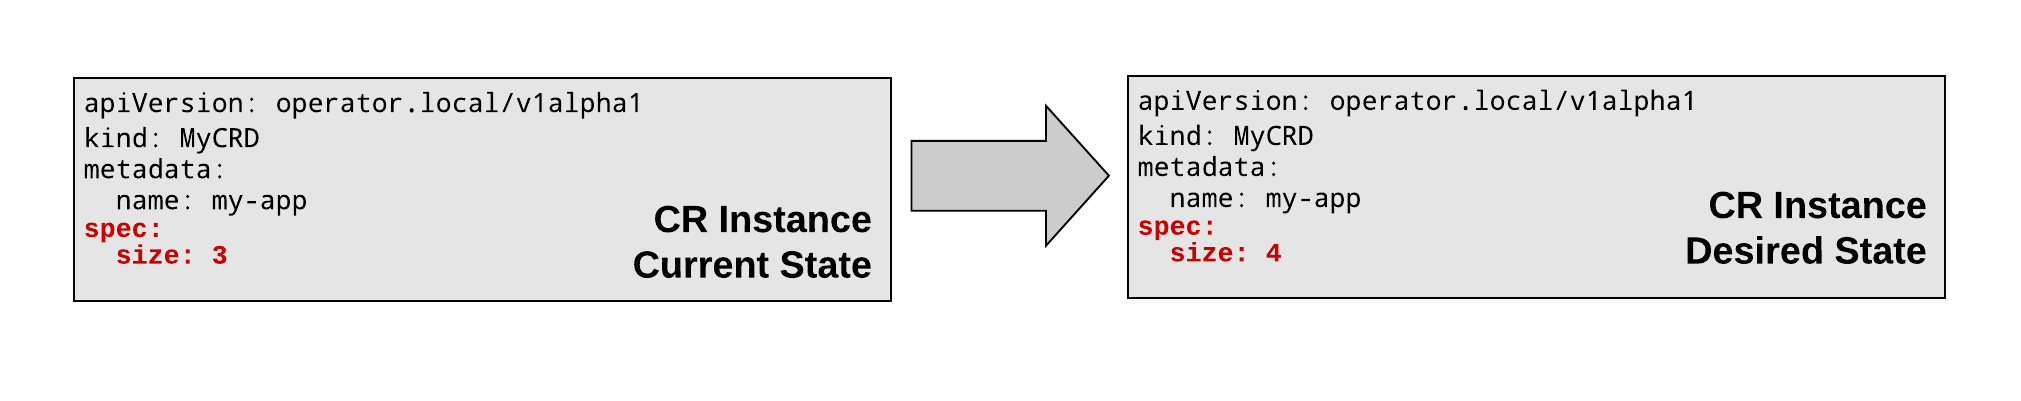 apiVersion: operator.local/v1alpha1
kind: MyCRD
metadata:
  name: my-app
spec:
  size: 3
CR Instance
Current State
apiVersion: operator.local/v1alpha1
kind: MyCRD
metadata:
  name: my-app
spec:
  size: 4
CR Instance
Desired State